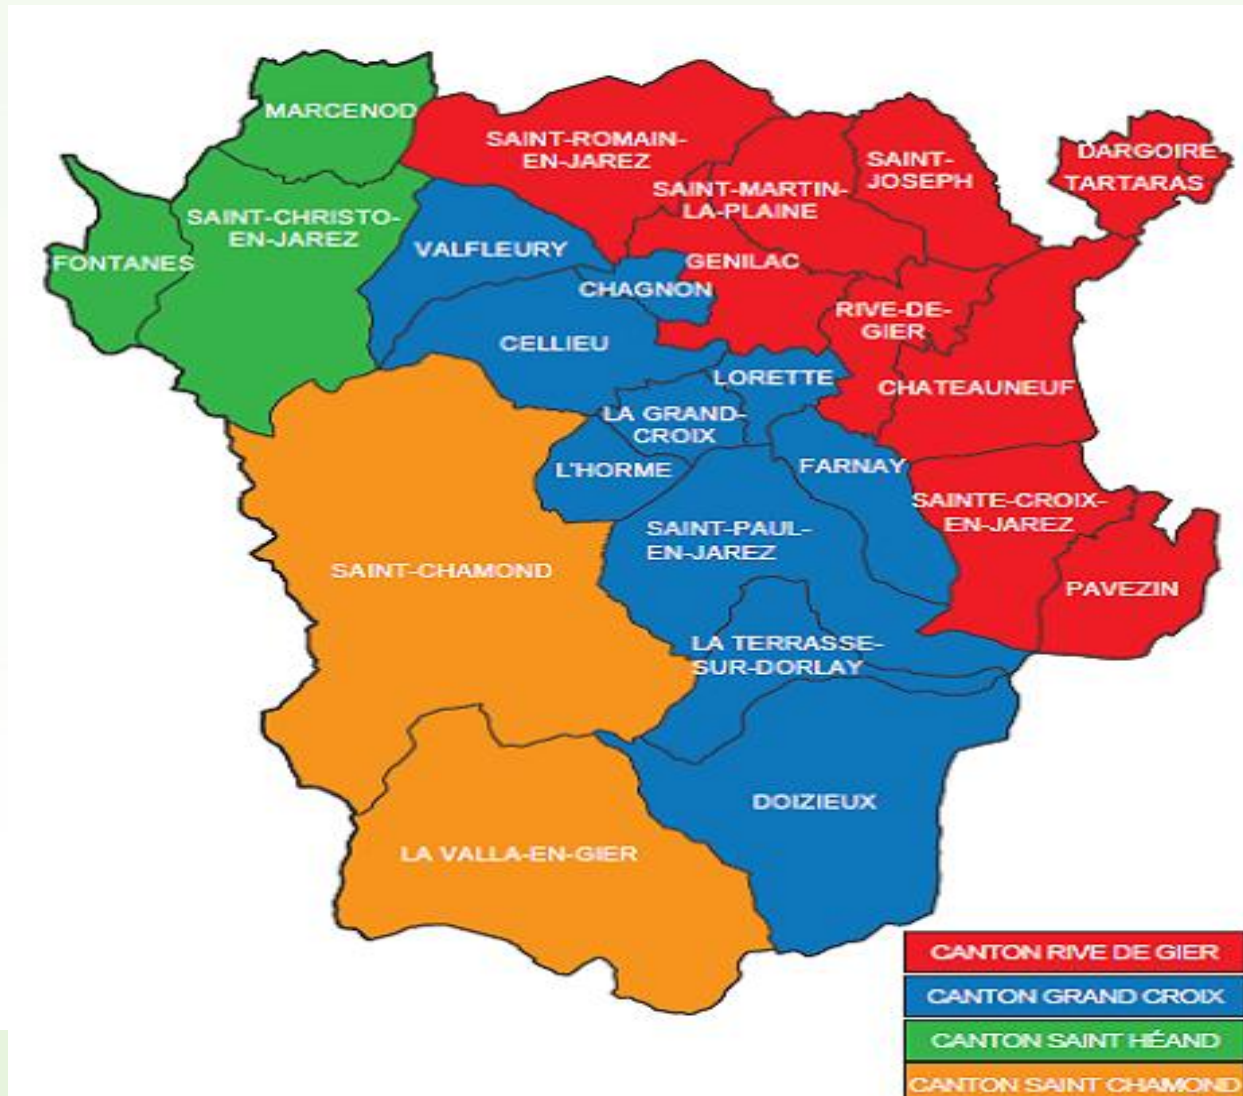 MARCENOD
SAINT-ROMAIN-
EN-JAREZ
SAINT-
JOSEPH
DARGOIRE
TARTARAS
SAINT-MARTIN-
LA-PLAINE
SAINT-CHRISTO-
EN-JAREZ
FONTANES
VALFLEURY
GENILAC
CHAGNON
RIVE-DE-
GIER
CELLIEU
LORETTE
CHATEAUNEUF
LA GRAND-
CROIX
L'HORME
FARNAY
SAINTE-CROIX-
EN-JAREZ
SAINT-PAUL-
EN-JAREZ
SAINT-CHAMOND
PAVEZIN
LA TERRASSE-
SUR-DORLAY
DOIZIEUX
LA VALLA-EN-GIER
CANTON RIVE DE GIER
CANTON GRAND CROIX
CANTON SAINT HÉAND
CANTON SAINT CHAMOND